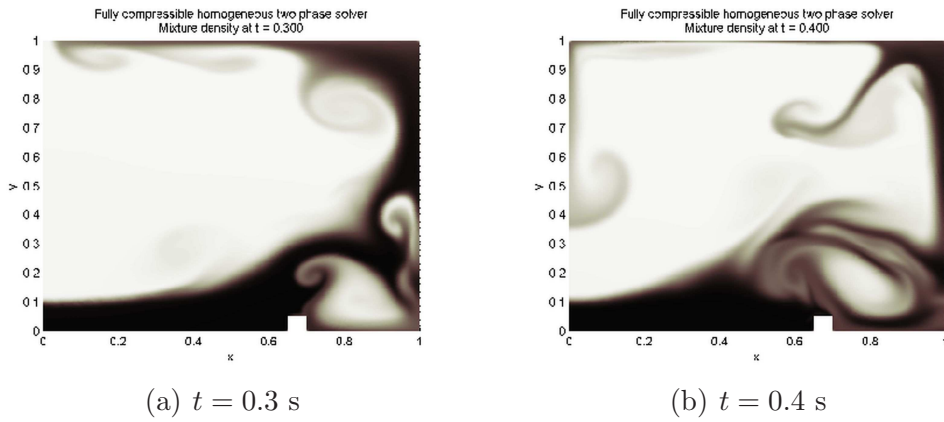 Fully compressible homogeneous two phase solver
Mixture density at t = 0.300
1
0.9
0.8
0.7
0.6
0.5
0.4
0.3
0.2
0.1
0
y
0 0.2 0.4 0.6 0.8 1
x
(a) t = 0.3 s
Fully compressible homogeneous two phase solver
Mixture density at t = 0.400
1
0.9
0.8
0.7
0.6
0.5
0.4
0.3
0.2
0.1
0
y
0 0.2 0.4 0.6 0.8 1
x
(b) t = 0.4 s